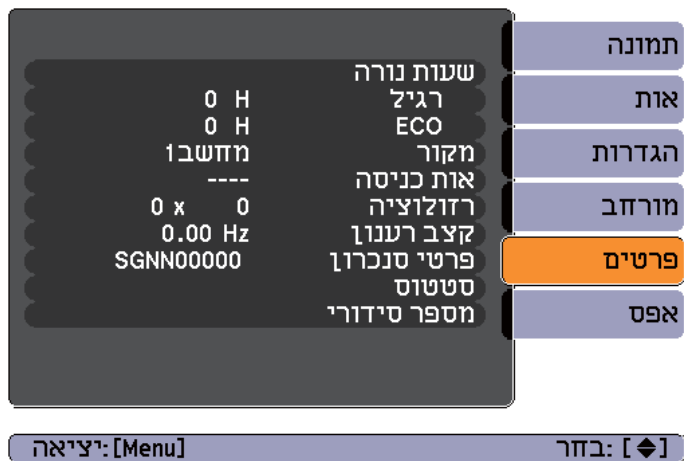 תמונה
אות
הגדרות
מורחב
פרטים
אפס
שעות נורה
רגיל 0 H
ECO 0 H
מקור מחשב1
אות כניסה ----
רזולוציה 0 x 0
קצב רענון 0.00 Hz
פרטי סנכרון SGNN00000
סטטוס
מספר סידורי
[◆]: בחר
[Menu]: יציאה